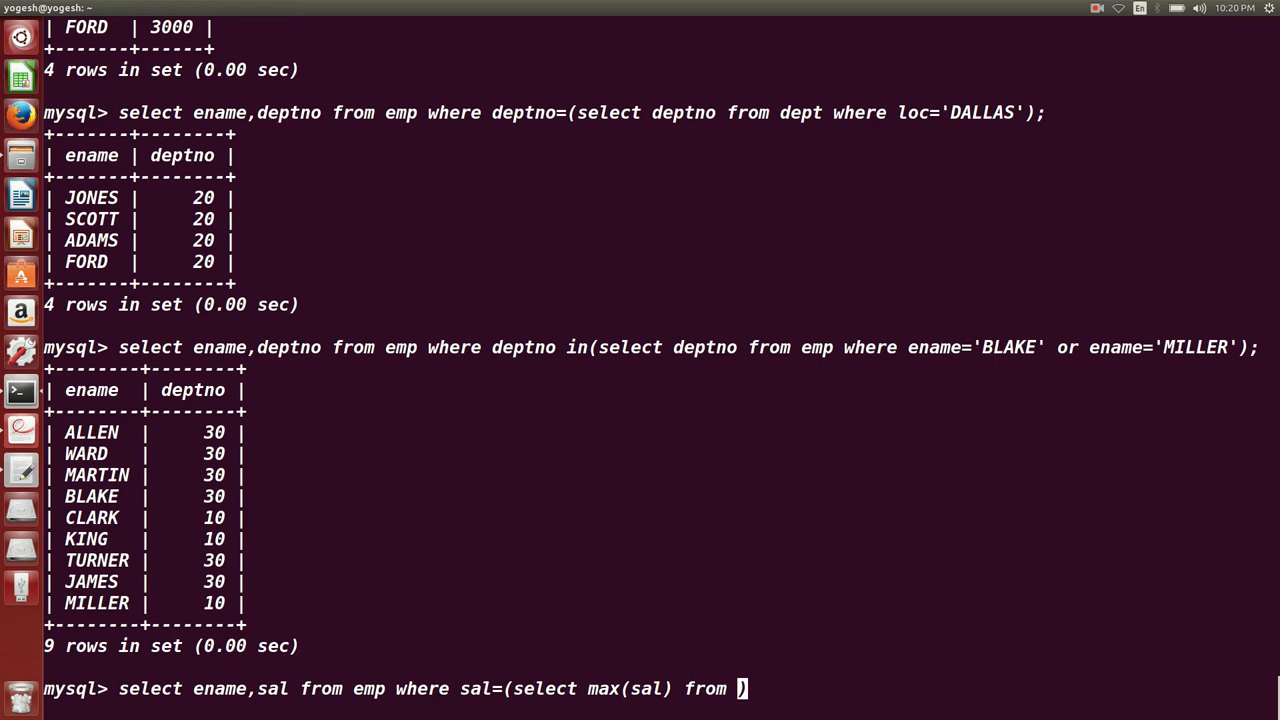 yogesh@yogesh: ~
En
10:20 PM
| FORD  | 3000 |
+-------+------+
4 rows in set (0.00 sec)
mysql> select ename,deptno from emp where deptno=(select deptno from dept where loc='DALLAS');
+-------+--------+
| ename | deptno |
+-------+--------+
| JONES |     20 |
| SCOTT |     20 |
| ADAMS |     20 |
| FORD  |     20 |
+-------+--------+
4 rows in set (0.00 sec)
mysql> select ename,deptno from emp where deptno in(select deptno from emp where ename='BLAKE' or ename='MILLER');
+--------+--------+
| ename  | deptno |
+--------+--------+
| ALLEN  |     30 |
| WARD   |     30 |
| MARTIN |     30 |
| BLAKE  |     30 |
| CLARK  |     10 |
| KING   |     10 |
| TURNER |     30 |
| JAMES  |     30 |
| MILLER |     10 |
+--------+--------+
9 rows in set (0.00 sec)
mysql> select ename,sal from emp where sal=(select max(sal) from )